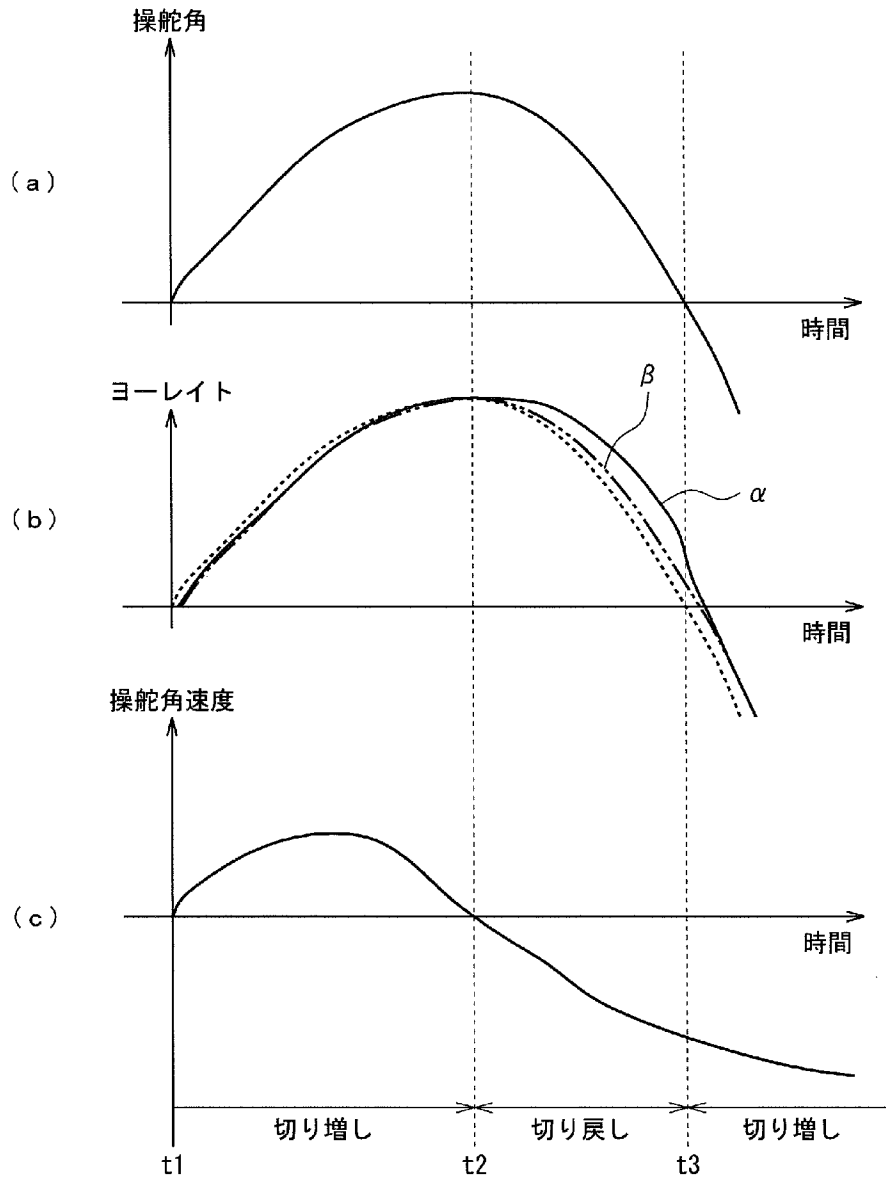 操舵角
(a)
時間
ヨーレイト
β
α
(b)
時間
操舵角速度
(c)
時間
切り増し 切り戻し 切り増し
t1 t2 t3